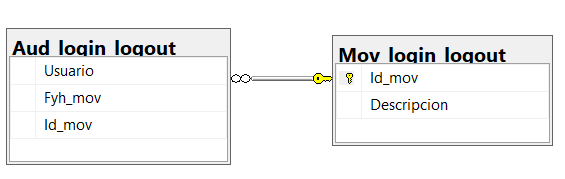 Aud_login_logout
Usuario
Fyh_mov
Id_mov
Mov_login_logout
Id_mov
Descripcion